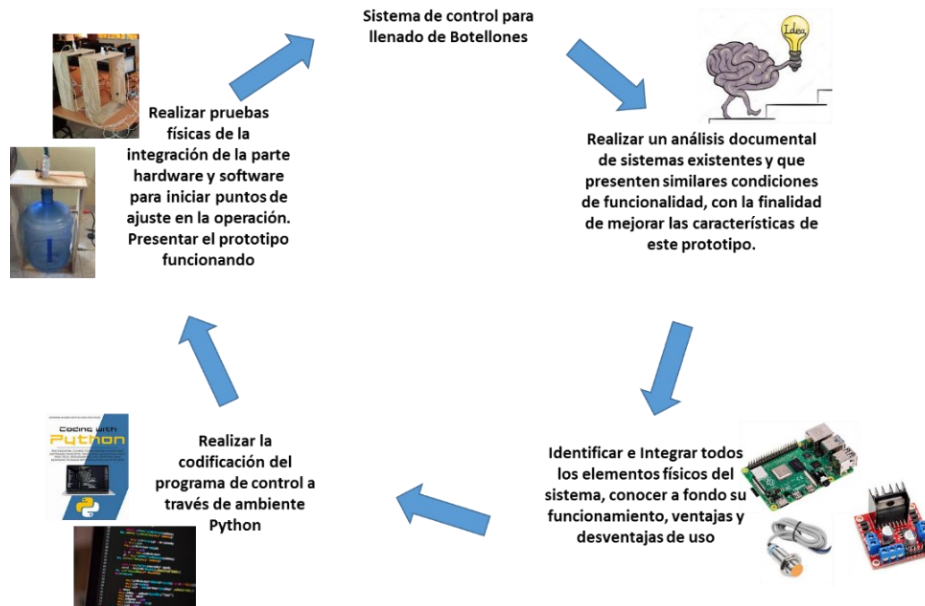 Sistema de control para
llenado de Botellones
Idea
Realizar un análisis documental
de sistemas existentes y que
presenten similares condiciones
de funcionalidad, con la finalidad
de mejorar las características de
este prototipo.
Identificar e Integrar todos
los elementos físicos del
sistema, conocer a fondo su
funcionamiento, ventajas y
desventajas de uso
Realizar la
codificación del
programa de control a
través de ambiente
Python
Coding with
Python
Realizar pruebas
físicas de la
integración de la parte
hardware y software
para iniciar puntos de
ajuste en la operación.
Presentar el prototipo
funcionando